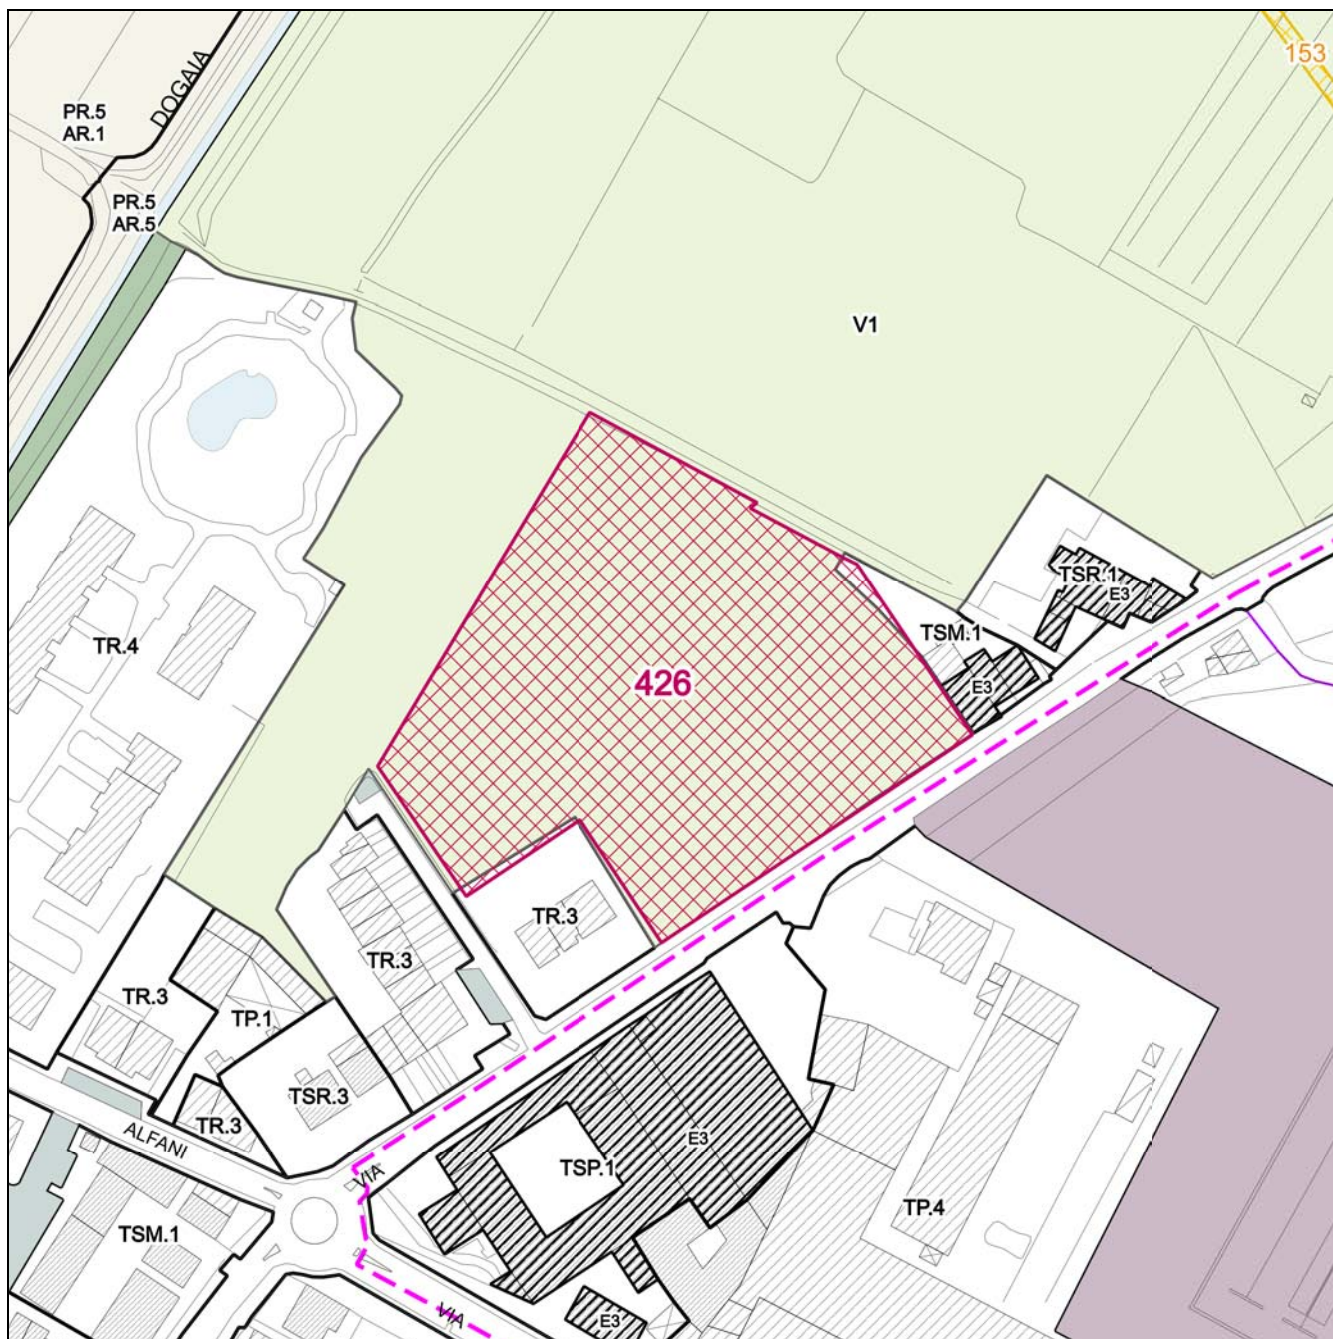 153
DOGAIA
PR.5
AR.1
PR.5
AR.5
V1
TSR.1
E3
TSM.1
E3
TR.4
426
TR.3
TR.3
TR.3
TP.1
TSR.3
TR.3
ALFANI
VIA
E3
TSP.1
TP.4
TSM.1
VIA
E3